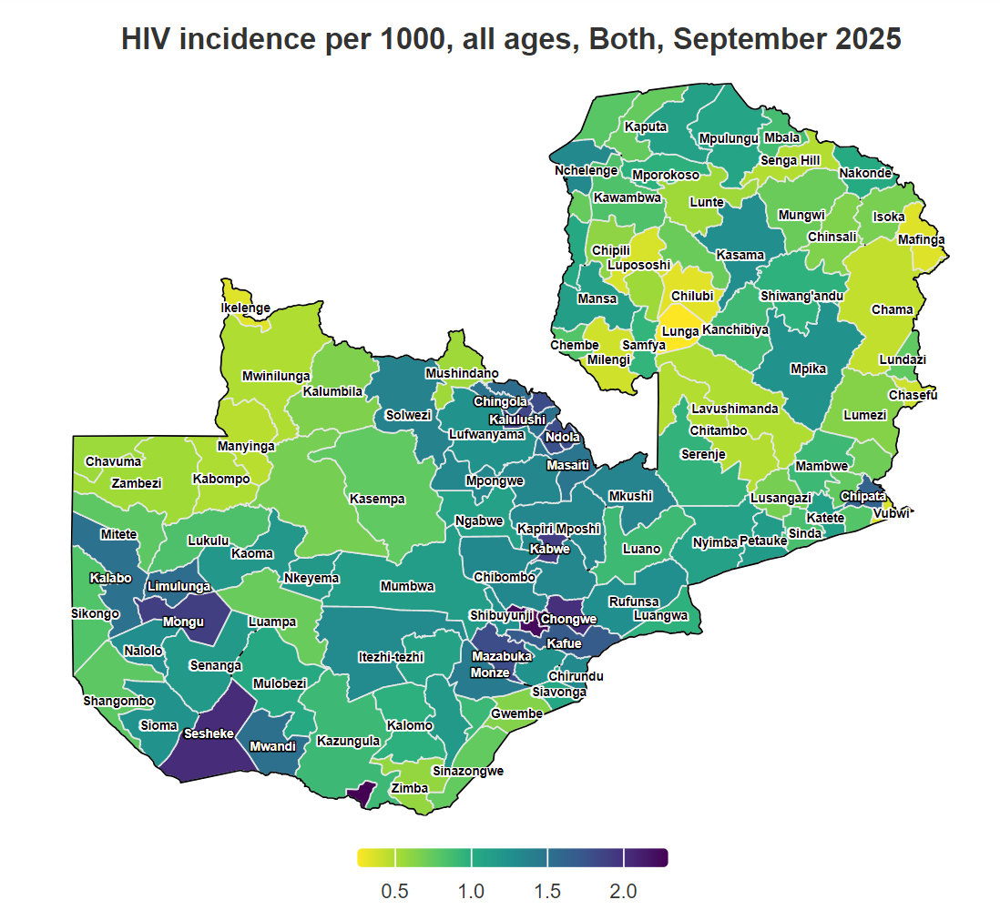 HIV incidence per 1000, all ages, Both, September 2025
Kaputa
Mpulungu
Mbala
Senga Hill
Nchelenge
Mporokoso
Nakonde
Kawambwa
Lunte
Mungwi
Isoka
Chinsali
Mafinga
Chipili
Kasama
Lupososhi
Mansa
Chilubi
Shiwang'andu
Ikelenge
Chama
Lunga
Kanchibiya
Chembe
Samfya
Milengi
Lundazi
Mpika
Mwinilunga
Mushindano
Kalumbila
Chasefu
Chingola
Lavushimanda
Solwezi
Kalulushi
Lumezi
Chitambo
Lufwanyama
Ndola
Manyinga
Serenje
Chavuma
Masaiti
Mambwe
Zambezi
Kabompo
Mpongwe
Kasempa
Mkushi
Lusangazi
Chipata
Vubwi
Ngabwe
Katete
Kapiri Mposhi
Mitete
Sinda
Lukulu
Nyimba
Petauke
Kaoma
Kabwe
Luano
Kalabo
Nkeyema
Chibombo
Limulunga
Mumbwa
Rufunsa
Sikongo
Shibuyunji
Luangwa
Mongu
Luampa
Chongwe
Kafue
Nalolo
Itezhi-tezhi
Mazabuka
Senanga
Monze
Chirundu
Mulobezi
Siavonga
Shangombo
Gwembe
Sioma
Kalomo
Sesheke
Kazungula
Mwandi
Sinazongwe
Zimba
0.5 1.0 1.5 2.0